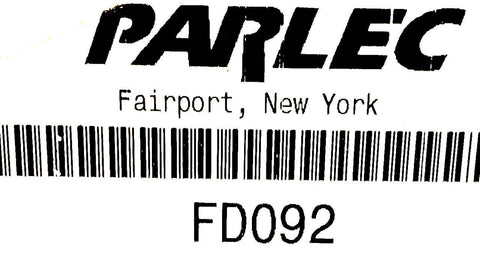 PARLEC
Fairport, New York
FD092